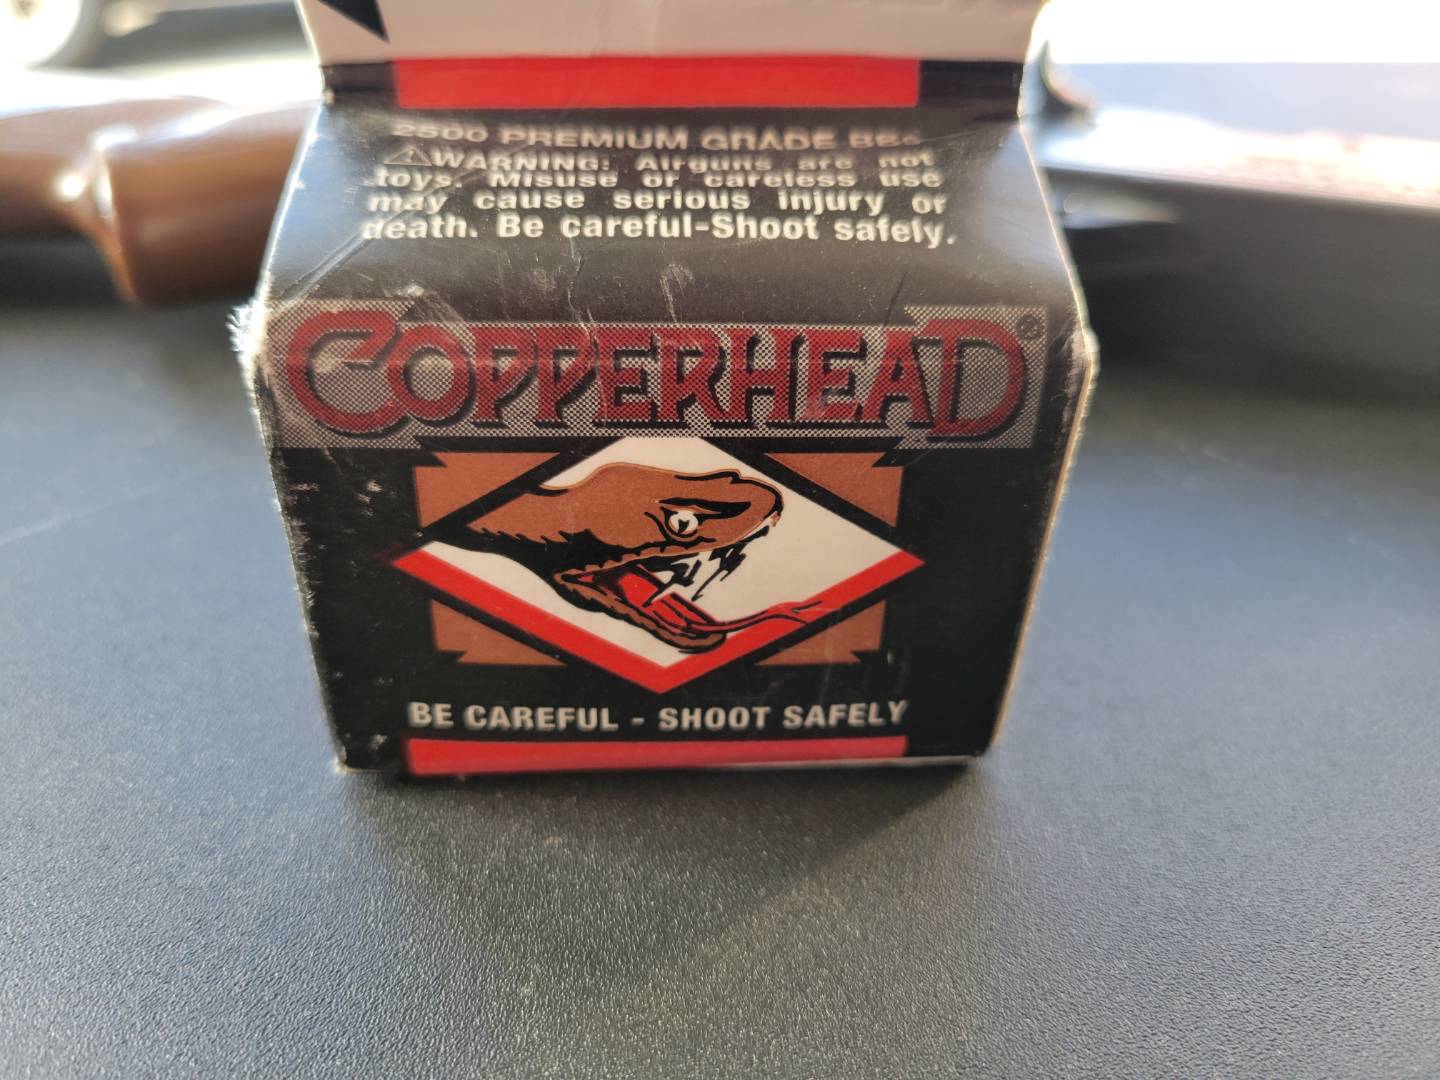 2500 PREMIUM GRADE BBs
⚠WARNING: Airguns are not
toys. Misuse or careless use
may cause serious injury or
death. Be careful-Shoot safely.
COPPERHEAD®
BE CAREFUL - SHOOT SAFELY